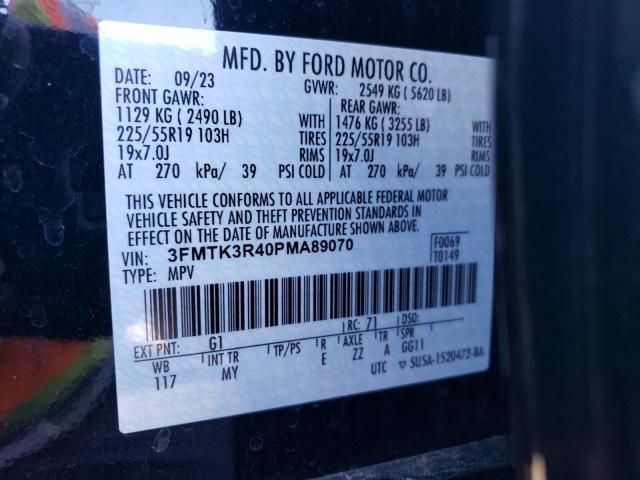 MFD. BY FORD MOTOR CO.
DATE: 09/23 GVWR: 2549 KG (5620 LB)
FRONT GAWR: REAR GAWR:
1129 KG (2490 LB) WITH 1476 KG (3255 LB) WITH
225/55R19 103H TIRES 225/55R19 103H TIRES
19x7.0J RIMS 19x7.0J RIMS
AT 270 kPa/ 39 PSI COLD AT 270 kPa/ 39 PSI COLD
THIS VEHICLE CONFORMS TO ALL APPLICABLE FEDERAL MOTOR
VEHICLE SAFETY AND THEFT PREVENTION STANDARDS IN
EFFECT ON THE DATE OF MANUFACTURE SHOWN ABOVE.
VIN: 3FMTK3R40PMA89070 F0069
TYPE: MPV T0149
EXT PNT: G1 RC: 71 DSO:
WB INT TR TP/PS R AXLE TR SPR
117 MY E ZZ A GG11
UTC ▽ 5U5A-1520472-BA